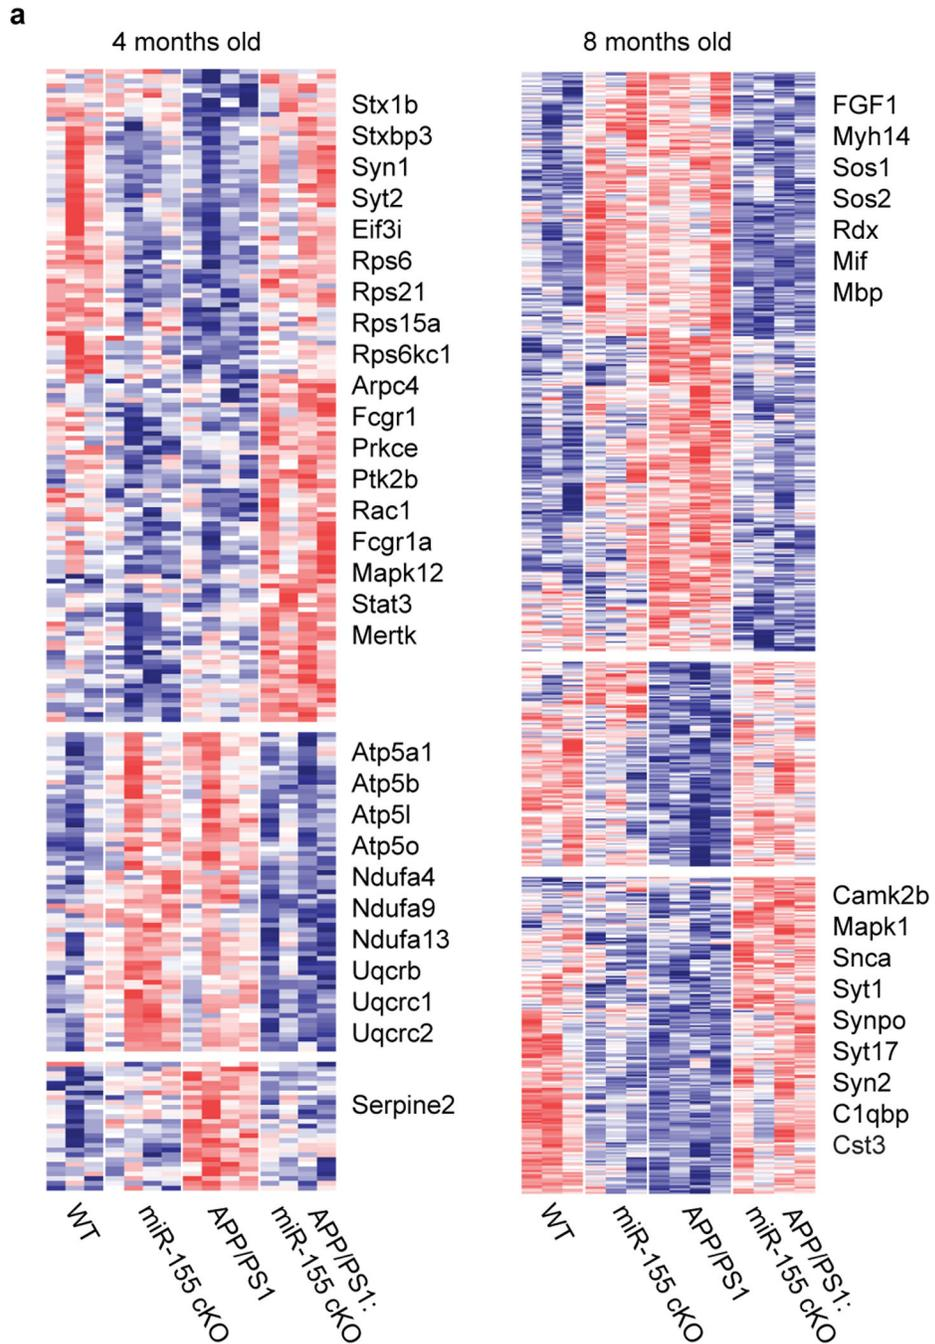 a
4 months old
Stx1b
Stxbp3
Syn1
Syt2
Eif3i
Rps6
Rps21
Rps15a
Rps6kc1
Arpc4
Fcgr1
Prkce
Ptk2b
Rac1
Fcgr1a
Mapk12
Stat3
Mertk
Atp5a1
Atp5b
Atp5l
Atp5o
Ndufa4
Ndufa9
Ndufa13
Uqcrb
Uqcrc1
Uqcrc2
Serpine2
WT
miR-155 cKO
APP/PS1
APP/PS1:
miR-155 cKO
8 months old
FGF1
Myh14
Sos1
Sos2
Rdx
Mif
Mbp
Camk2b
Mapk1
Snca
Syt1
Synpo
Syt17
Syn2
C1qbp
Cst3
WT
miR-155 cKO
APP/PS1
APP/PS1:
miR-155 cKO